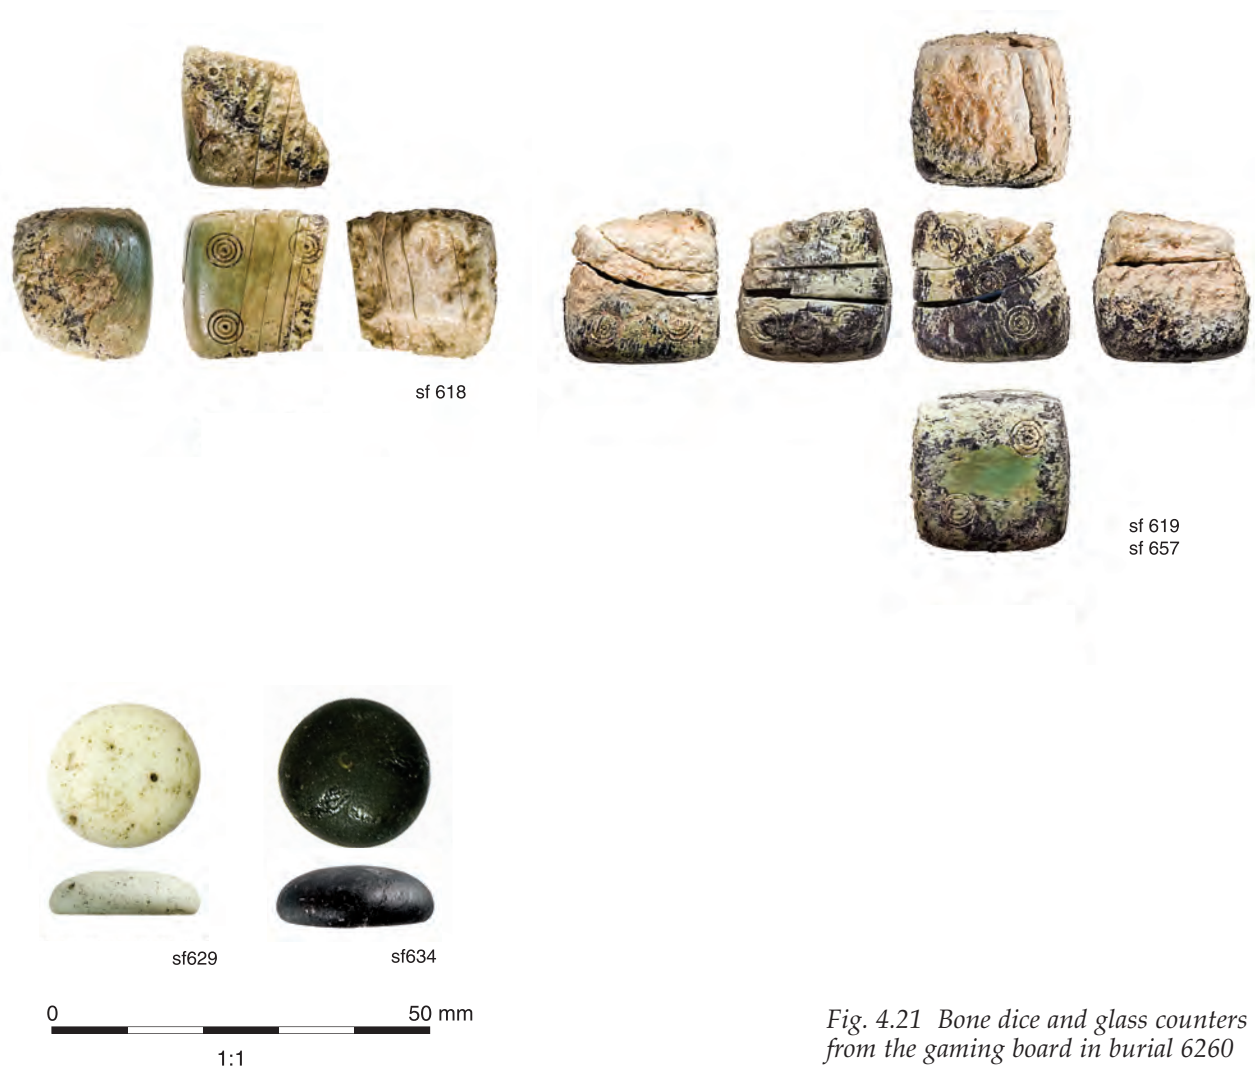 sf 618
sf 619
sf 657
sf629
sf634
0
50 mm
1:1
Fig. 4.21 Bone dice and glass counters
from the gaming board in burial 6260